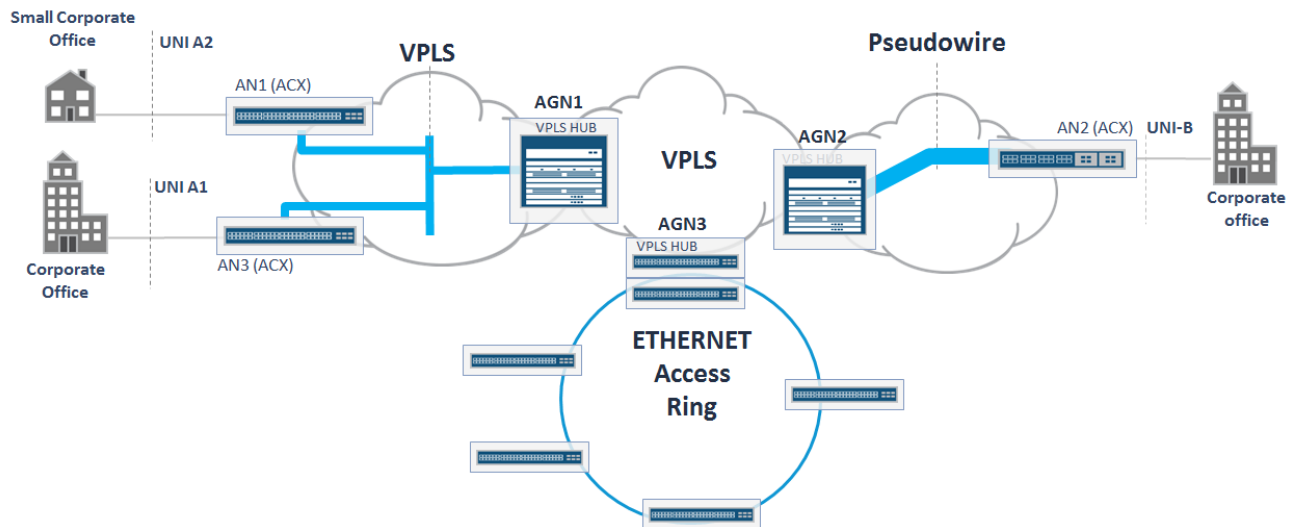 Small Corporate
Office
UNI A2
AN1 (ACX)
VPLS
AGN1
VPLS HUB
VPLS
AGN2
VPLS HUB
Pseudowire
AN2 (ACX)
UNI-B
Corporate
office
UNI A1
AN3 (ACX)
Corporate
Office
AGN3
VPLS HUB
ETHERNET
Access
Ring